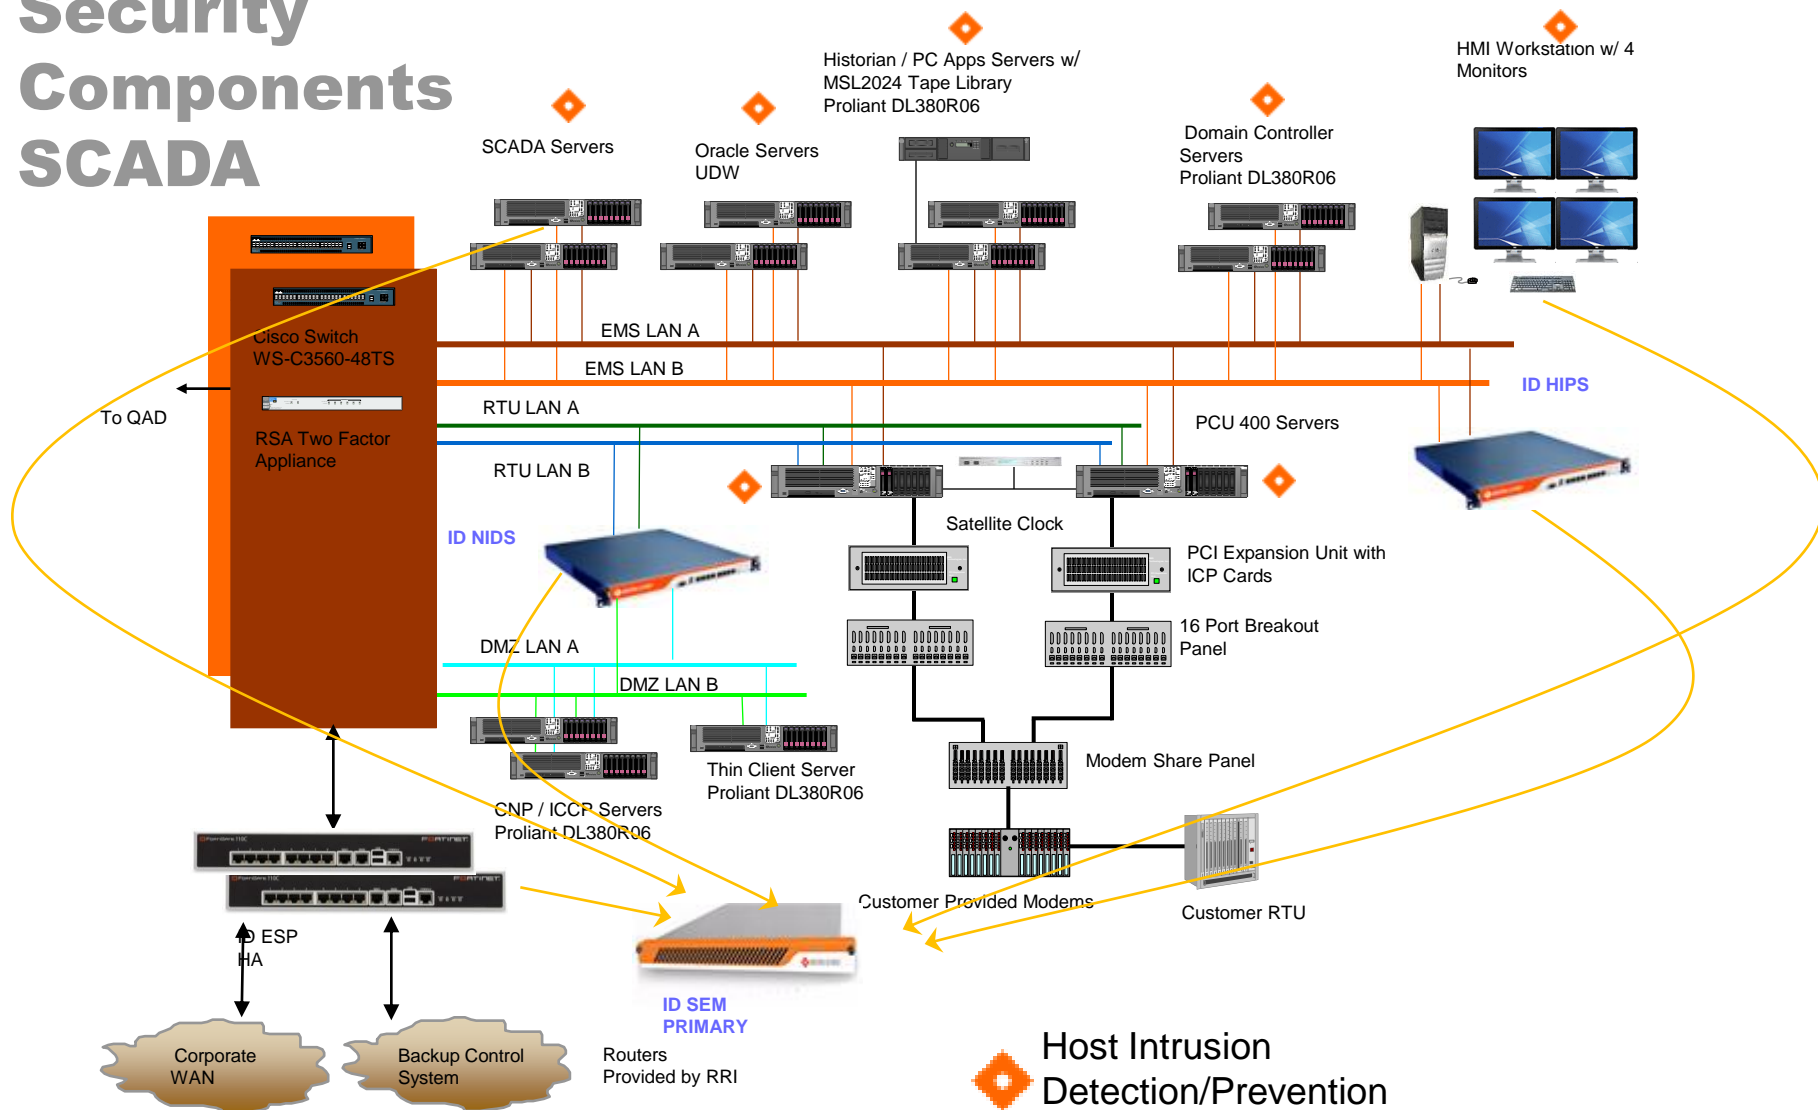 Security
Components
SCADA
Historian / PC Apps Servers w/
MSL2024 Tape Library
Proliant DL380R06
HMI Workstation w/ 4
Monitors
SCADA Servers
Oracle Servers
UDW
Domain Controller
Servers
Proliant DL380R06
Cisco Switch
WS-C3560-48TS
EMS LAN A
EMS LAN B
ID HIPS
To QAD
RTU LAN A
PCU 400 Servers
RSA Two Factor
Appliance
RTU LAN B
Satellite Clock
ID NIDS
PCI Expansion Unit with
ICP Cards
16 Port Breakout
Panel
DMZ LAN A
DMZ LAN B
Modem Share Panel
Thin Client Server
Proliant DL380R06
CNP / ICCP Servers
Proliant DL380R06
FORTINET
FORTINET
Customer Provided Modems
Customer RTU
ID ESP
HA
ID SEM
PRIMARY
Corporate
WAN
Backup Control
System
Routers
Provided by RRI
Host Intrusion
Detection/Prevention